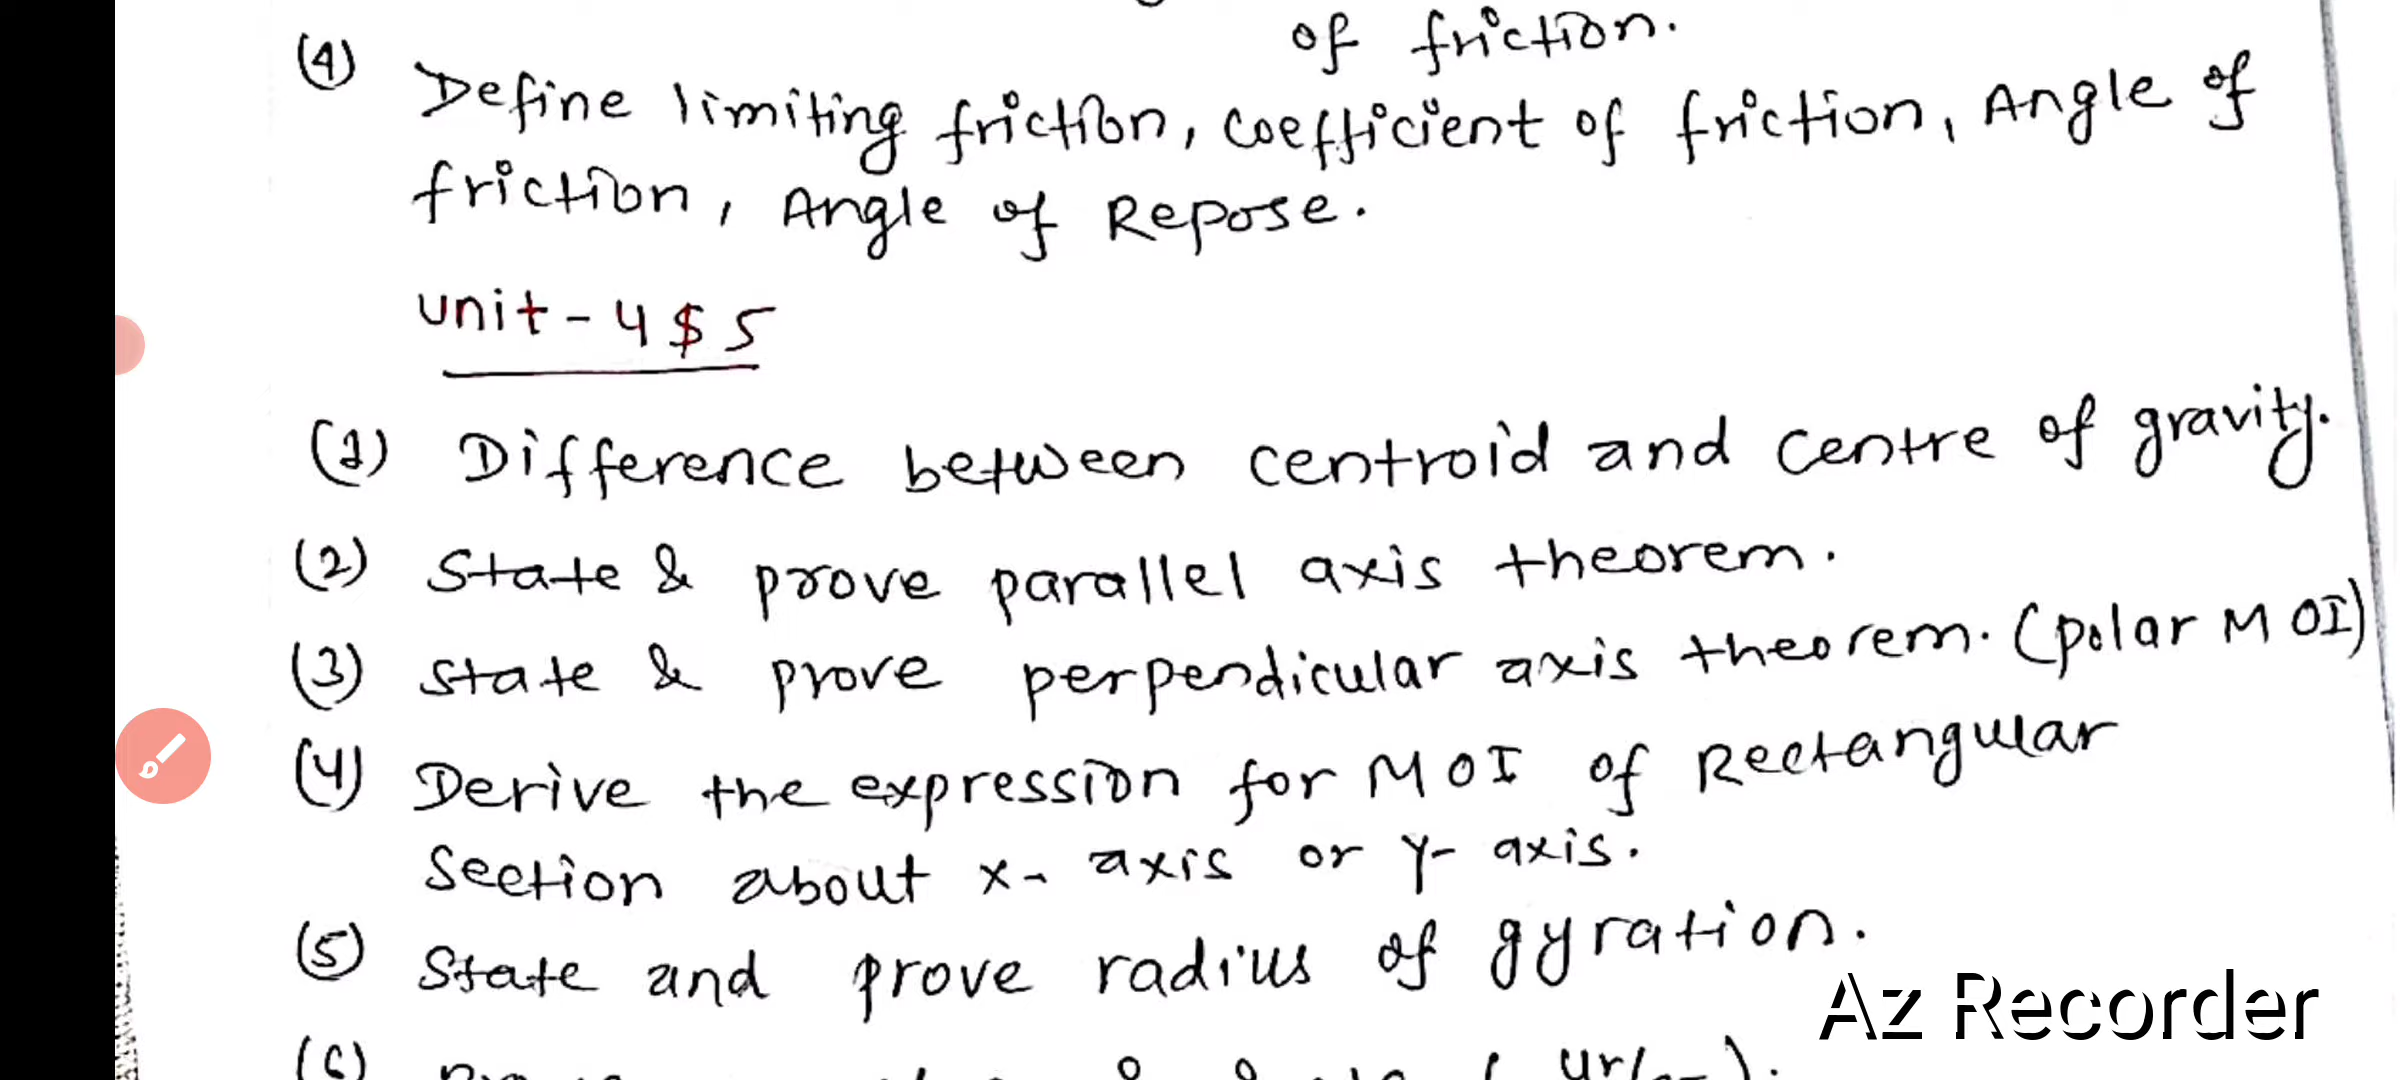 of friction.
(4) Define limiting friction, coefficient of friction, Angle of
friction, Angle of Repose.
unit - 4 $ 5
(1) Difference between centroid and centre of gravity.
(2) State & prove parallel axis theorem.
(3) state & prove perpendicular axis theorem. (polar M OI)
(4) Derive the expression for MOI of Rectangular
Section about x- axis or y- axis.
(5) State and prove radius of gyration.
Az Recorder